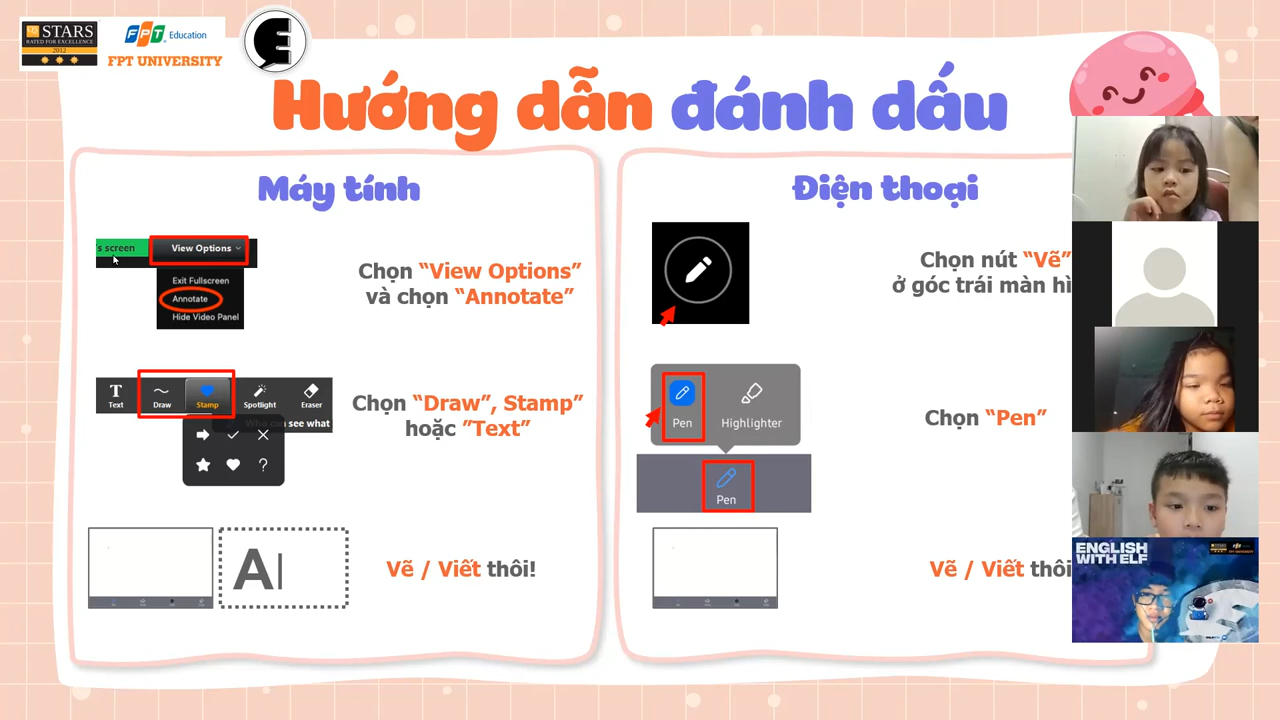 STARS
RATED FOR EXCELLENCE
2012
FPT Education
FPT UNIVERSITY
Hướng dẫn đánh dấu
Máy tính
's screen
View Options
Exit Fullscreen
Annotate
Hide Video Panel
Chọn “View Options”
và chọn “Annotate”
Text
Draw
Stamp
Spotlight
Eraser
Who can see what
Chọn “Draw”, Stamp”
hoặc ”Text”
A
Vẽ / Viết thôi!
Điện thoại
Chọn nút “Vẽ”
ở góc trái màn hì
Pen
Highlighter
Pen
Chọn “Pen”
Vẽ / Viết thôi
ENGLISH
WITH ELF